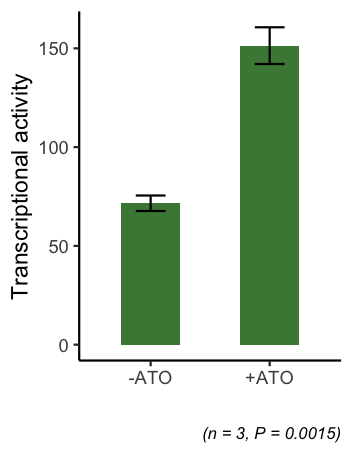 Transcriptional activity
150
100
50
0
-ATO +ATO
(n = 3, P = 0.0015)